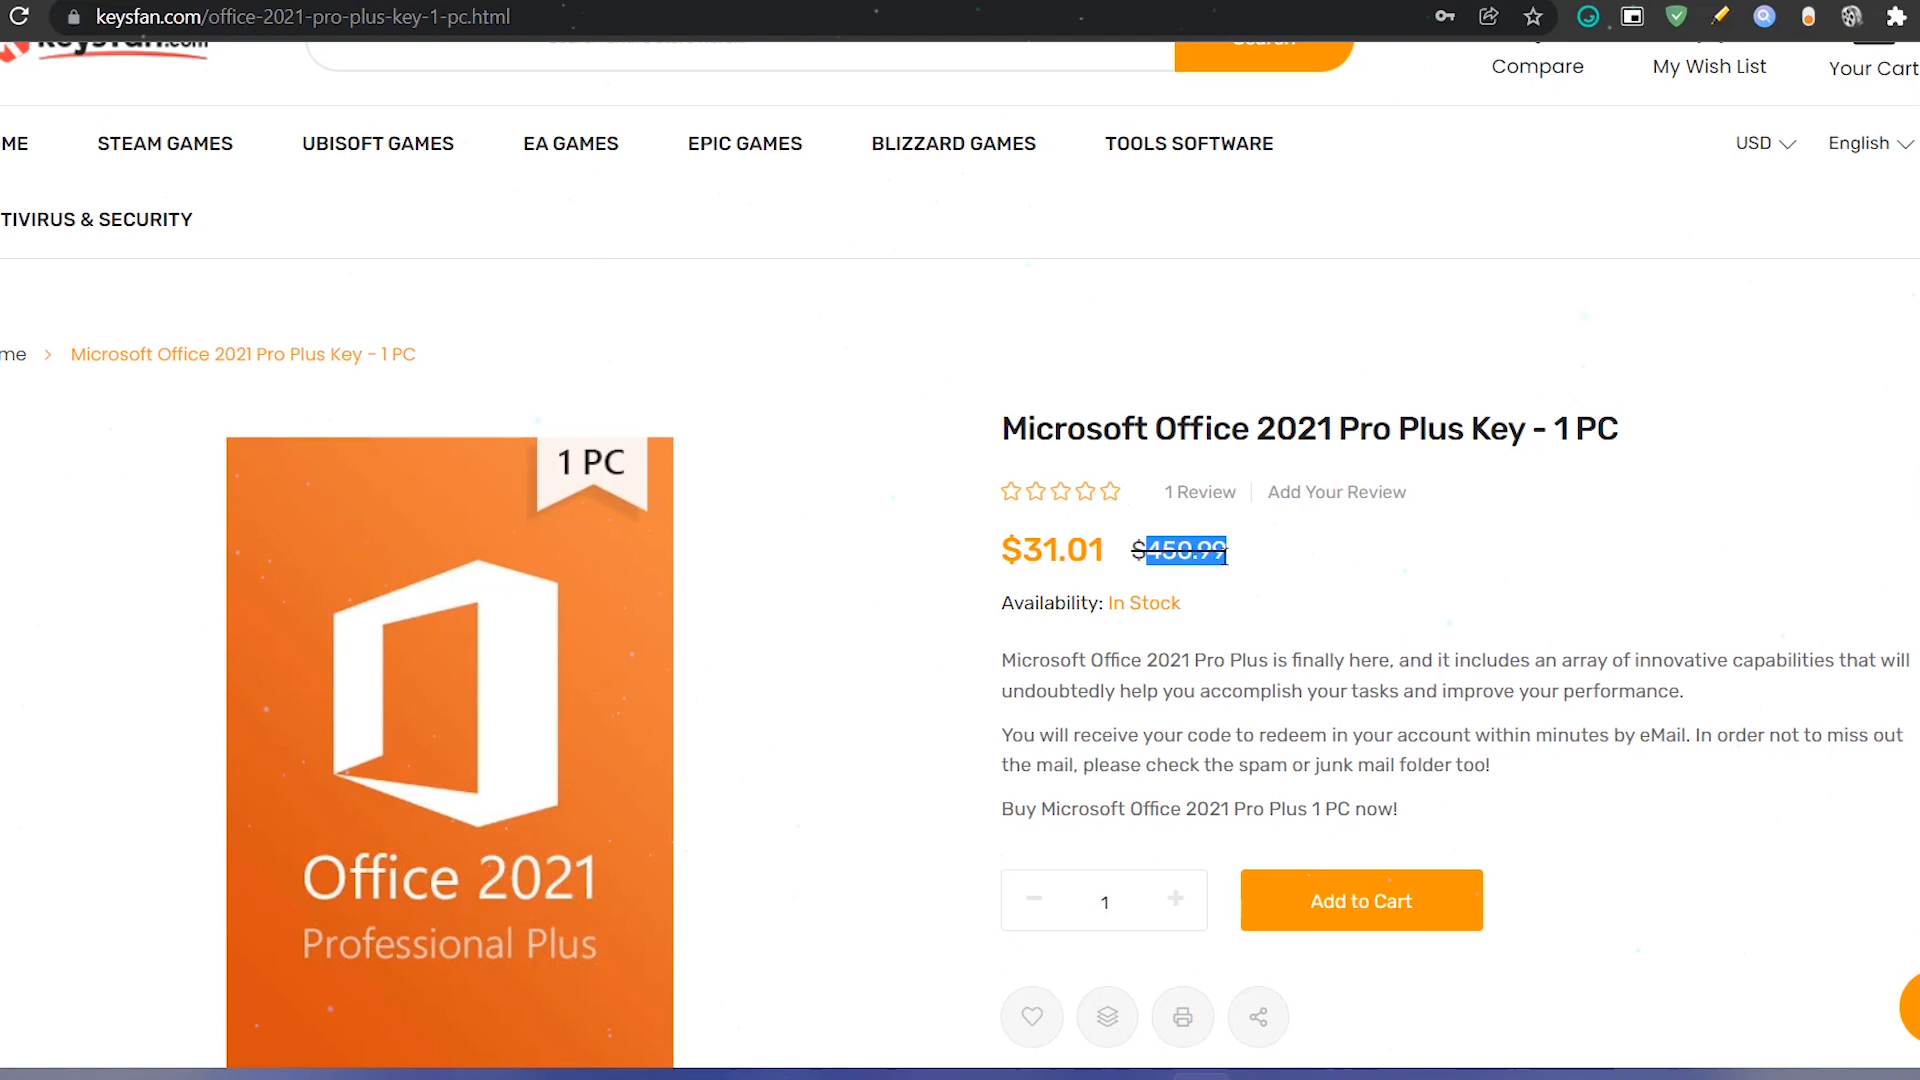 keysfan.com/office-2021-pro-plus-key-1-pc.html
keysfan.com
Search
Compare
My Wish List
Your Cart
ME
STEAM GAMES
UBISOFT GAMES
EA GAMES
EPIC GAMES
BLIZZARD GAMES
TOOLS SOFTWARE
USD
English
TIVIRUS & SECURITY
me > Microsoft Office 2021 Pro Plus Key - 1 PC
1 PC
Office 2021
Professional Plus
Microsoft Office 2021 Pro Plus Key - 1 PC
1 Review
Add Your Review
$31.01 $450.99
Availability: In Stock
Microsoft Office 2021 Pro Plus is finally here, and it includes an array of innovative capabilities that will
undoubtedly help you accomplish your tasks and improve your performance.
You will receive your code to redeem in your account within minutes by eMail. In order not to miss out
the mail, please check the spam or junk mail folder too!
Buy Microsoft Office 2021 Pro Plus 1 PC now!
1
Add to Cart